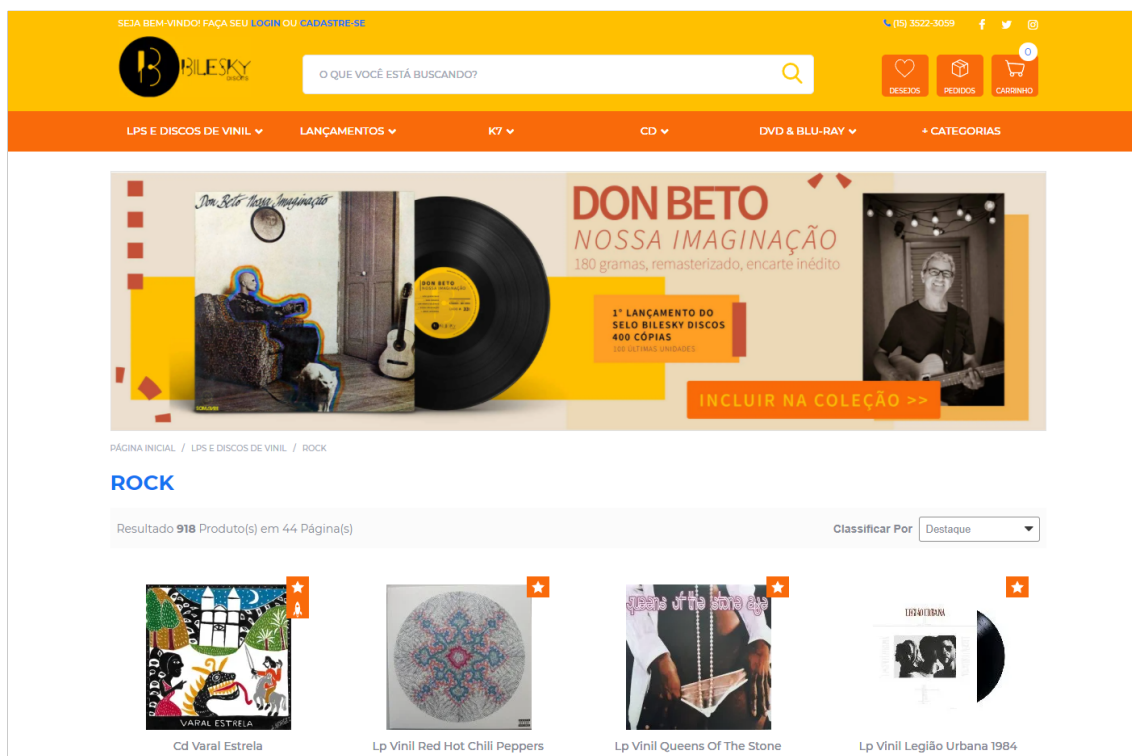 SEJA BEM-VINDO! FAÇA SEU LOGIN OU CADASTRE-SE
(15) 3522-3059
BILESKY
DISCOS
O QUE VOCÊ ESTÁ BUSCANDO?
0
DESEJOS
PEDIDOS
CARRINHO
LPS E DISCOS DE VINIL
LANÇAMENTOS
K7
CD
DVD & BLU-RAY
+ CATEGORIAS
Don Beto Nossa Imaginação
DON BETO
NOSSA IMAGINAÇÃO
DON BETO
NOSSA IMAGINAÇÃO
180 gramas, remasterizado, encarte inédito
1º LANÇAMENTO DO
SELO BILESKY DISCOS
400 CÓPIAS
100 ÚLTIMAS UNIDADES
INCLUIR NA COLEÇÃO >>
PÁGINA INICIAL / LPS E DISCOS DE VINIL / ROCK
ROCK
Resultado 918 Produto(s) em 44 Página(s)
Classificar Por
Destaque
VARAL ESTRELA
queens of the stone age
LEGIÃO URBANA
Cd Varal Estrela
Lp Vinil Red Hot Chili Peppers
Lp Vinil Queens Of The Stone
Lp Vinil Legião Urbana 1984